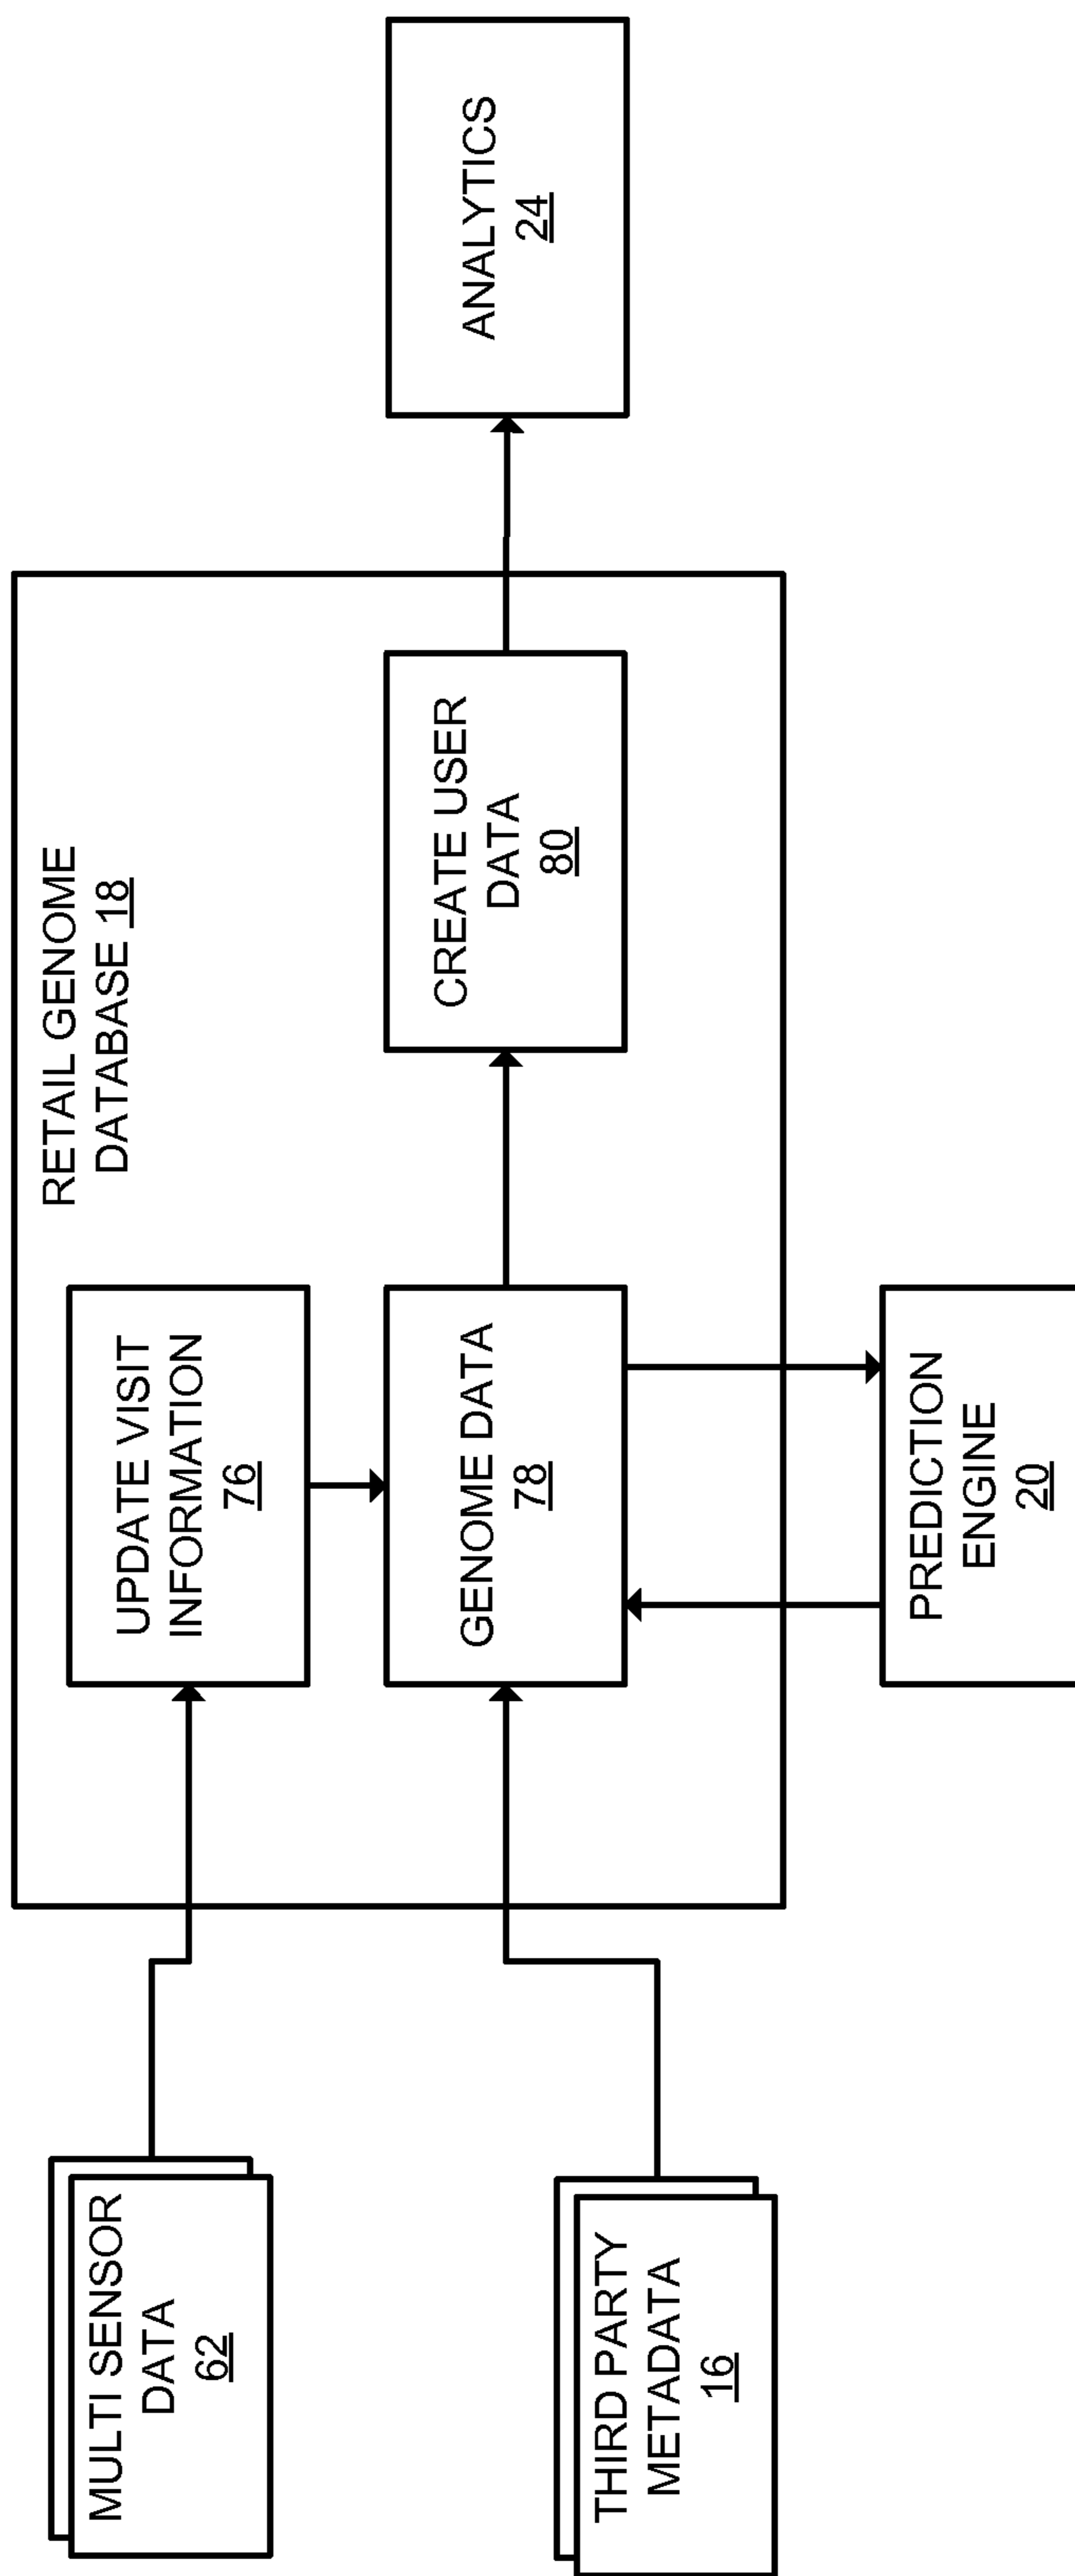 RETAIL GENOME
DATABASE 18
MULTI SENSOR
DATA
62
UPDATE VISIT
INFORMATION
76
THIRD PARTY
METADATA
16
GENOME DATA
78
CREATE USER
DATA
80
ANALYTICS
24
PREDICTION
ENGINE
20